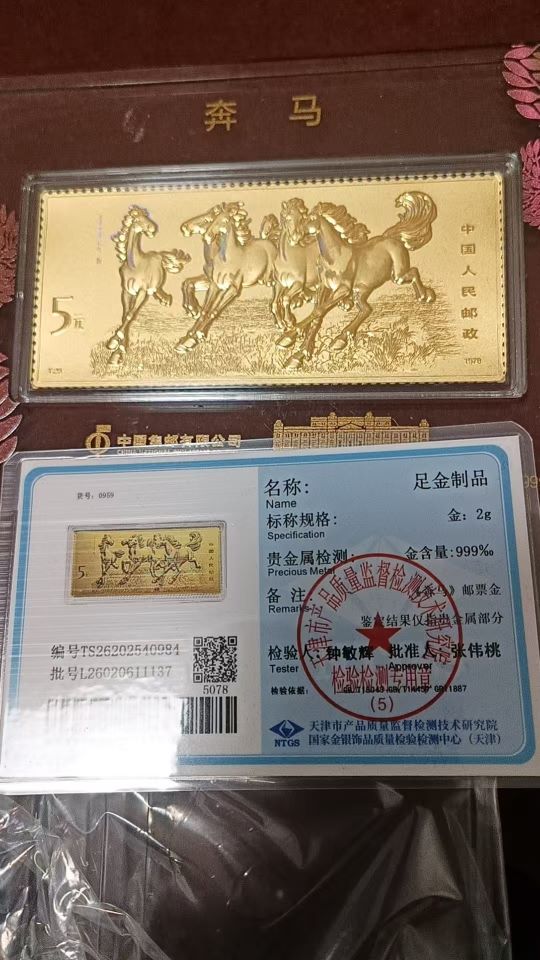 奔马
5元
中国人民邮政
1978
中国集邮有限公司
货号：0959
编号TS26202540984
批号L26020611137
5078
足金制品
名称：
Name
标称规格：
金：2g
Specification
贵金属检测：
金含量：999‰
Precious Metal
备注：
《奔马》邮票金
Remarks
鉴定结果仅指贵金属部分
检验人：钟敏辉 批准人：张伟桃
Tester
Approver
检验依据：
GB11887
天津市产品质量监督检测技术研究院
检验检测专用章
(5)
NTGS
天津市产品质量监督检测技术研究院
国家金银饰品质量检验检测中心（天津）